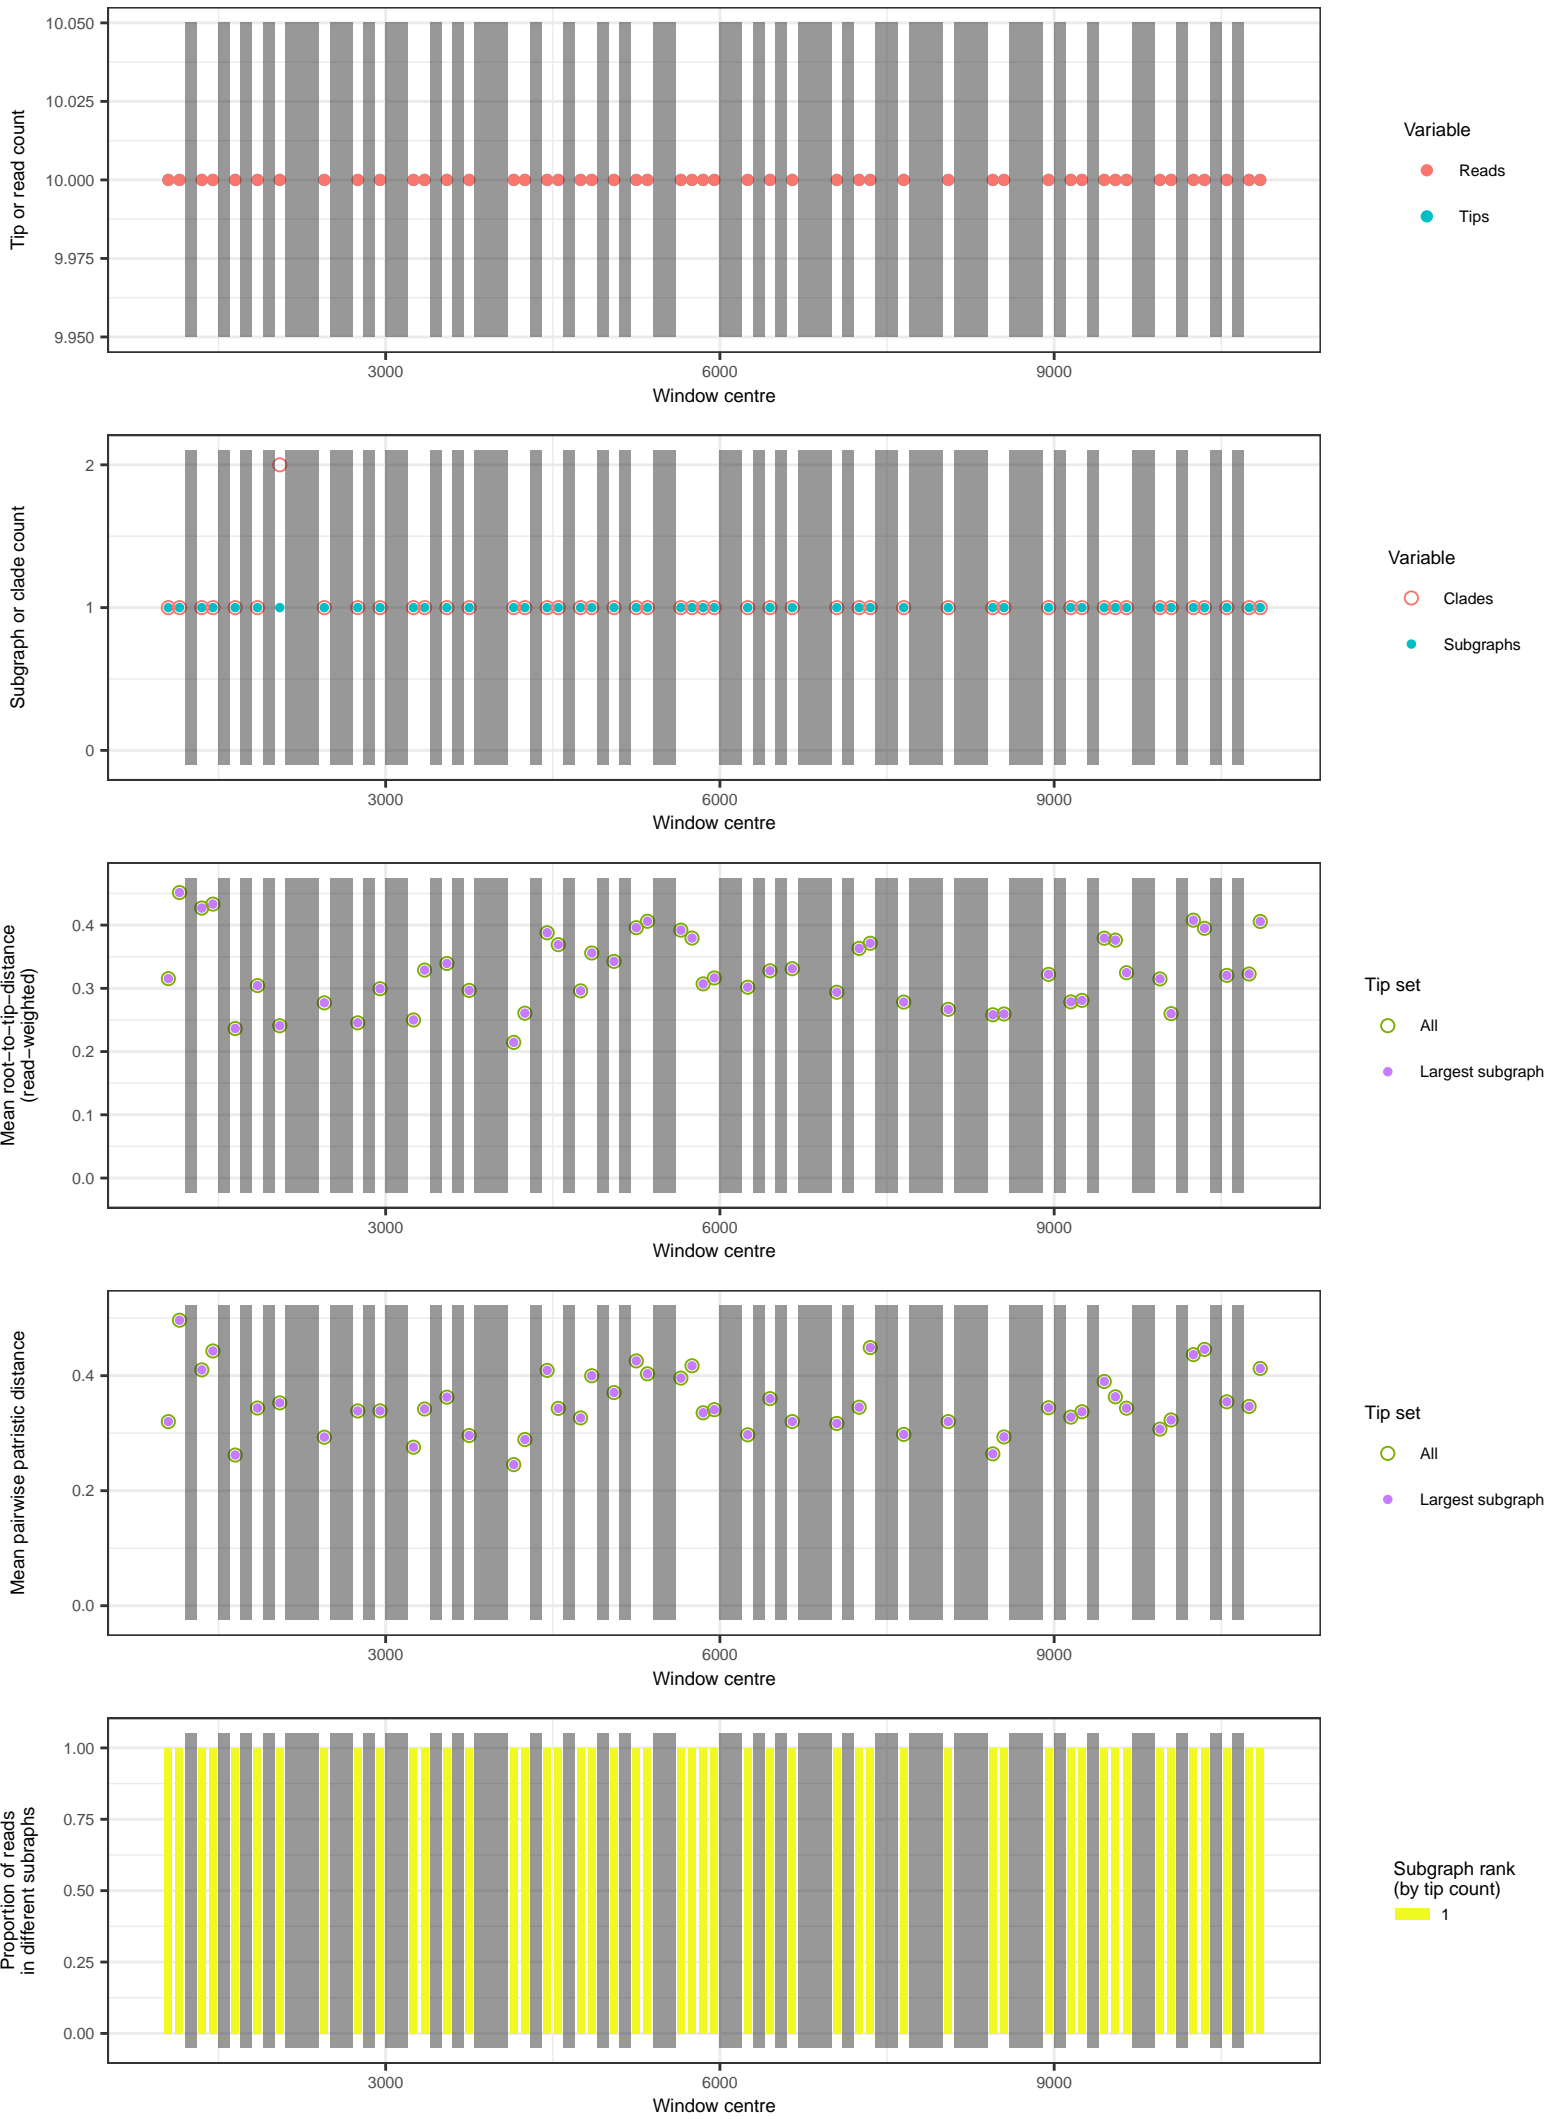 10.050
10.025
10.000
9.975
9.950
Tip or read count
3000
6000
9000
Window centre
Variable
Reads
Tips
2
1
0
Subgraph or clade count
3000
6000
9000
Window centre
Variable
Clades
Subgraphs
0.4
0.3
0.2
0.1
0.0
Mean root−to−tip−distance
(read−weighted)
3000
6000
9000
Window centre
Tip set
All
Largest subgraph
0.4
0.2
0.0
Mean pairwise patristic distance
3000
6000
9000
Window centre
Tip set
All
Largest subgraph
1.00
0.75
0.50
0.25
0.00
Proportion of reads
in different subraphs
3000
6000
9000
Window centre
Subgraph rank
(by tip count)
1